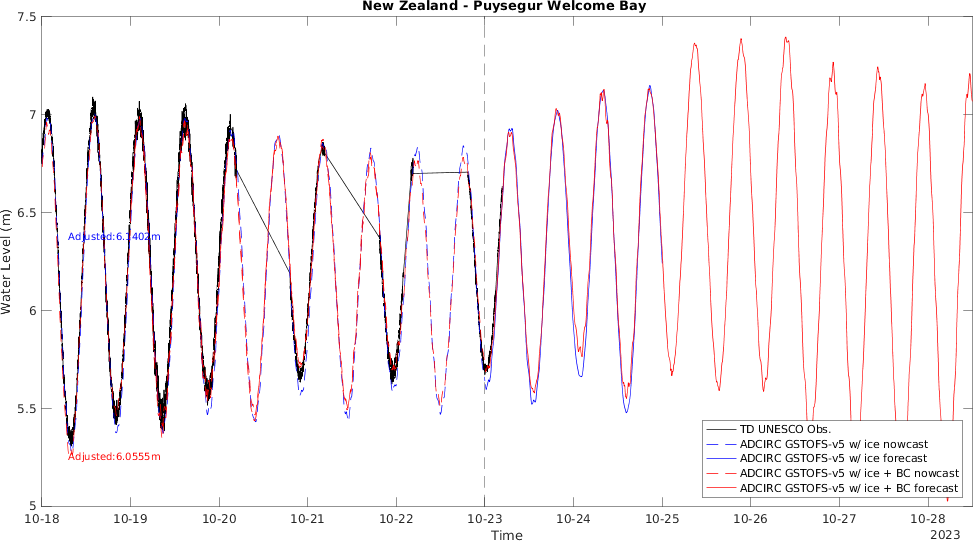 New Zealand - Puysegur Welcome Bay
7.5
7
6.5
6
5.5
5
Water Level (m)
Adjusted:6.1402m
Adjusted:6.0555m
TD UNESCO Obs.
ADCIRC GSTOFS-v5 w/ ice nowcast
ADCIRC GSTOFS-v5 w/ ice forecast
ADCIRC GSTOFS-v5 w/ ice + BC nowcast
ADCIRC GSTOFS-v5 w/ ice + BC forecast
10-18 10-19 10-20 10-21 10-22 10-23 10-24 10-25 10-26 10-27 10-28
Time
2023